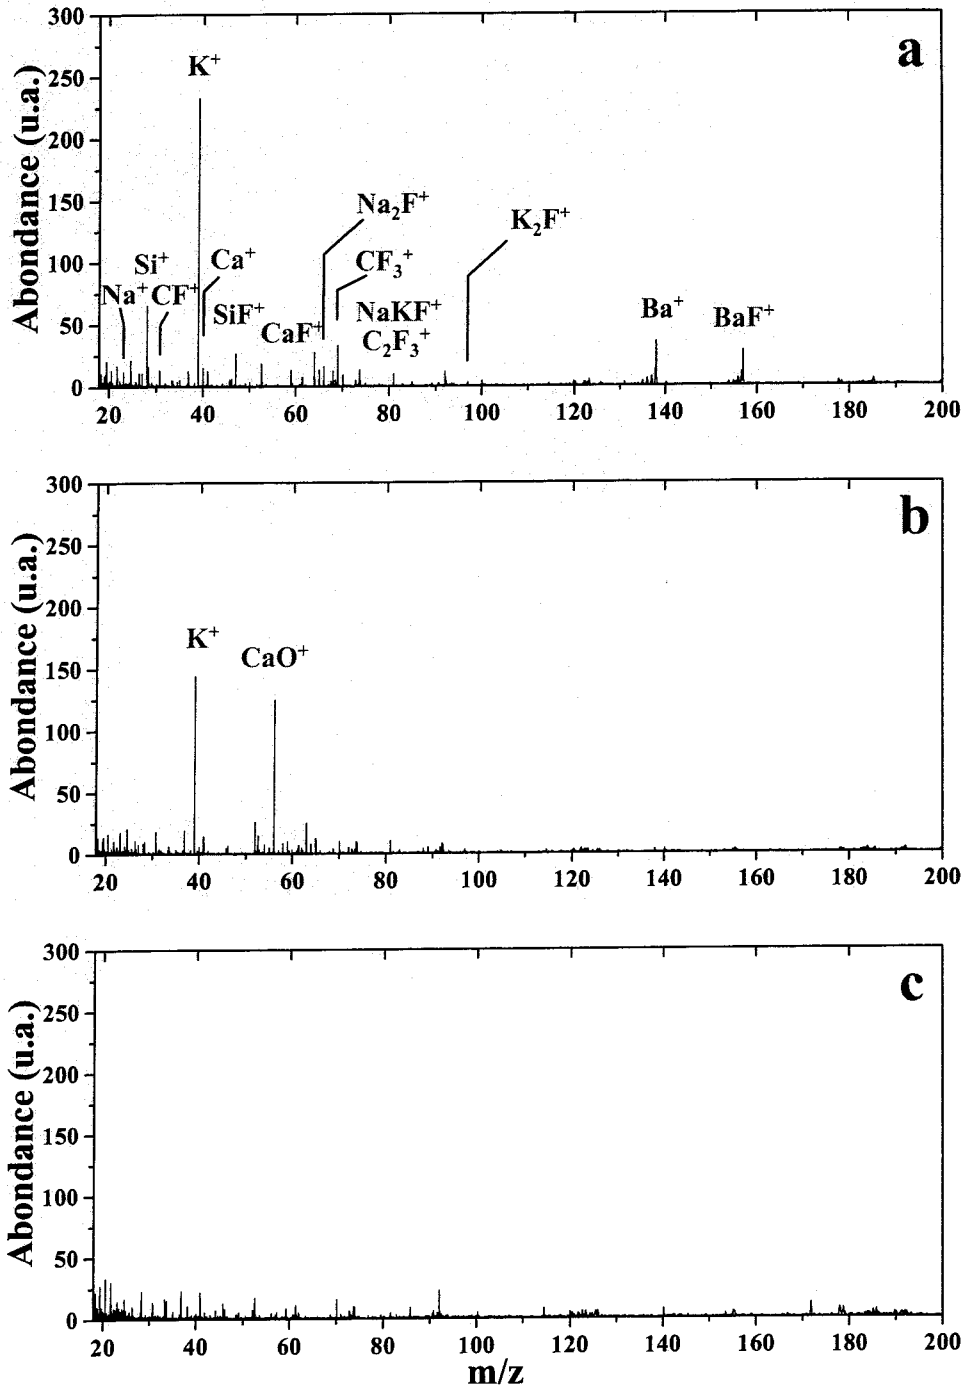 300
250
200
150
100
50
0
Abondance (u.a.)
a
K⁺
Na₂F⁺
K₂F⁺
Si⁺
Ca⁺
CF₃⁺
Na⁺
CF⁺
SiF⁺
CaF⁺
NaKF⁺
C₂F₃⁺
Ba⁺
BaF⁺
20 40 60 80 100 120 140 160 180 200
300
250
200
150
100
50
0
Abondance (u.a.)
b
K⁺
CaO⁺
20 40 60 80 100 120 140 160 180 200
300
250
200
150
100
50
0
Abondance (u.a.)
c
20 40 60 80 100 120 140 160 180 200
m/z